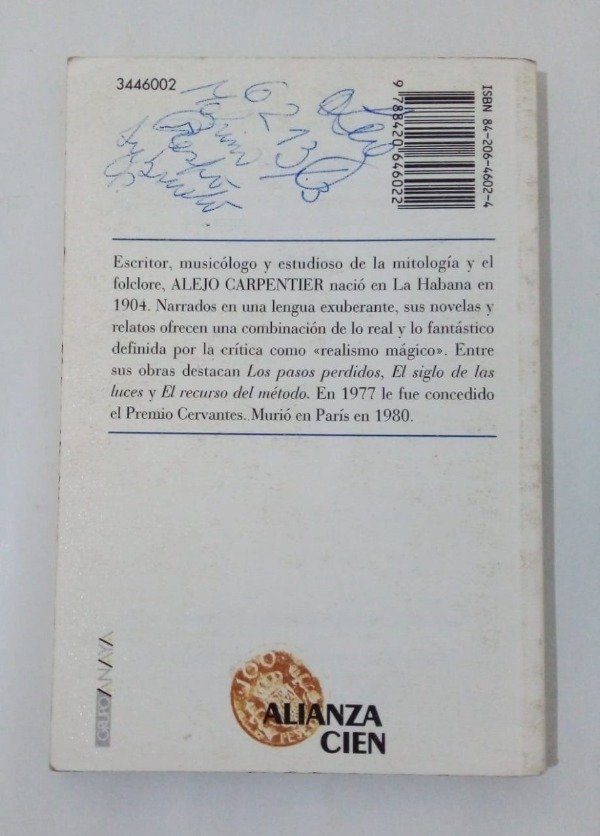 3446002
ISBN 84-206-4602-4
9 788420 646022
Escritor, musicólogo y estudioso de la mitología y el
folclore, ALEJO CARPENTIER nació en La Habana en
1904. Narrados en una lengua exuberante, sus novelas y
relatos ofrecen una combinación de lo real y lo fantástico
definida por la crítica como «realismo mágico». Entre
sus obras destacan Los pasos perdidos, El siglo de las
luces y El recurso del método. En 1977 le fue concedido
el Premio Cervantes. Murió en París en 1980.
GRUPO ANAYA
100
ALIANZA
CIEN